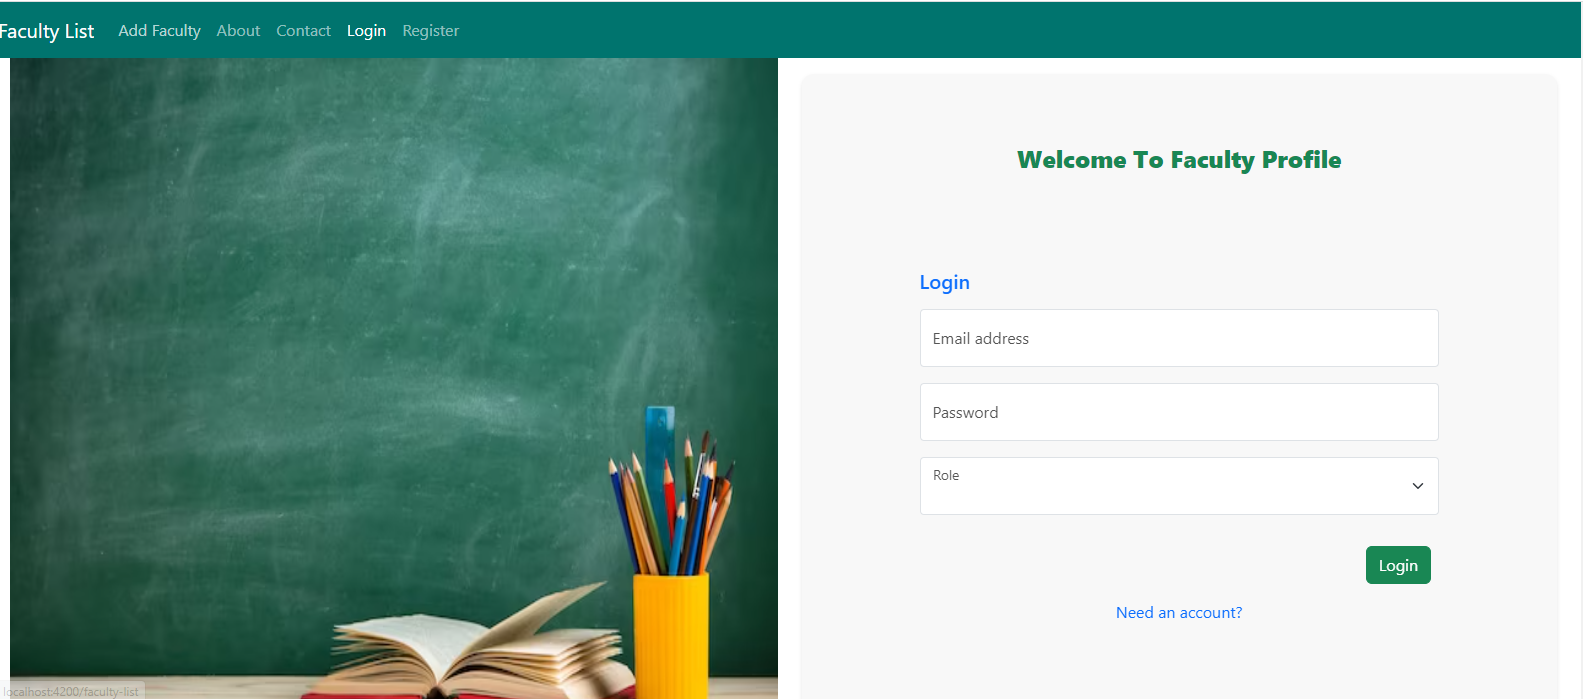 Faculty List Add Faculty About Contact Login Register
Welcome To Faculty Profile
Login
Email address
Password
Role
Login
Need an account?
localhost:4200/faculty-list